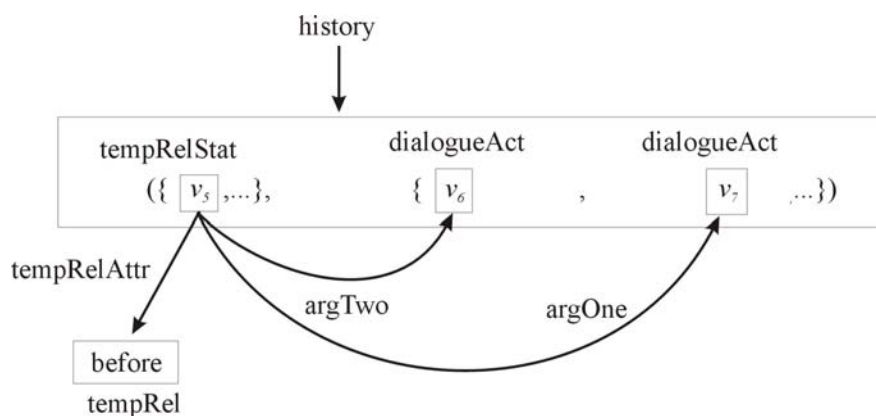 history
tempRelStat dialogueAct dialogueAct
({ v5 ,...}, { v6 , v7 ,...})
tempRelAttr
argTwo argOne
before
tempRel